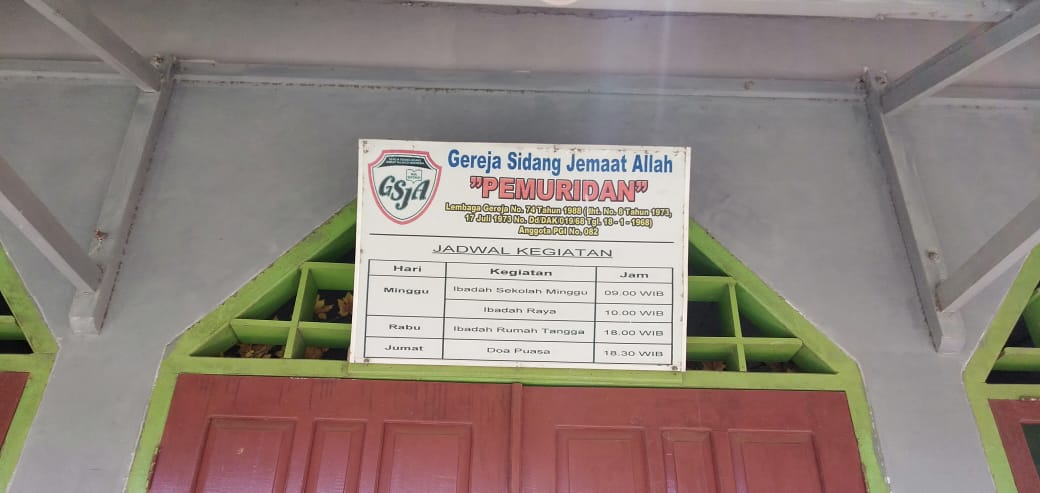 GSJA
Gereja Sidang Jemaat Allah
"PEMURIDAN"
Lembaga Gereja No. 74 Tahun 1988 ( Jht. No. 8 Tahun 1973,
17 Juli 1973 No. Dd/DAK/019/68 Tgl. 18 - 1 - 1968)
Anggota PGI No. 082
JADWAL KEGIATAN
Hari Kegiatan Jam
Minggu Ibadah Sekolah Minggu 09.00 WIB
Ibadah Raya 10.00 WIB
Rabu Ibadah Rumah Tangga 18.00 WIB
Jumat Doa Puasa 18.30 WIB